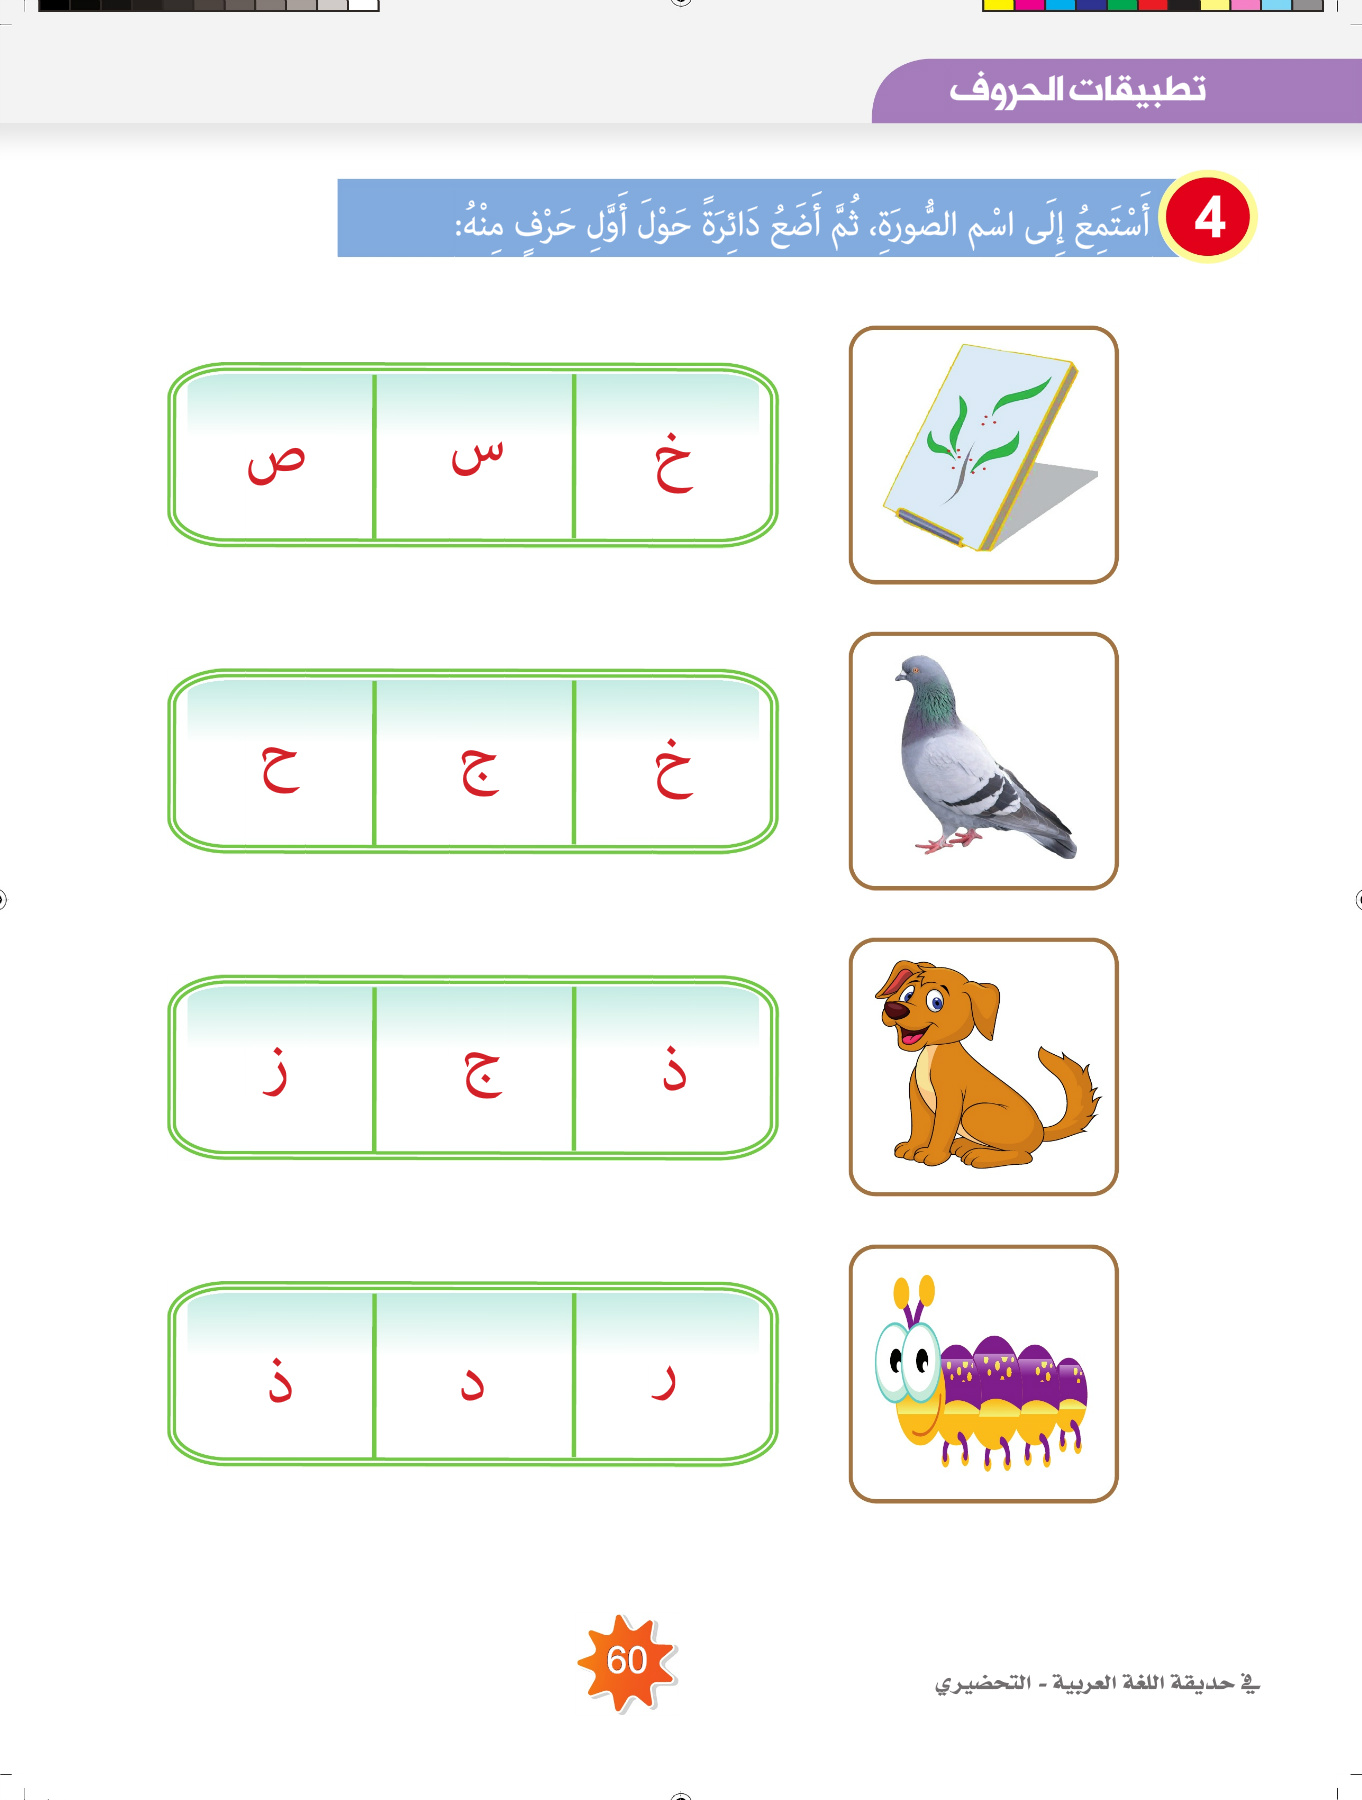 تطبيقات الحروف
4
أَسْتَمِعُ إِلَى اسْمِ الصُّورَةِ، ثُمَّ أَضَعُ دَائِرَةً حَوْلَ أَوَّلِ حَرْفٍ مِنْهُ:
خ س ص
خ ج ح
ذ ج ز
ر د ذ
60
في حديقة اللغة العربية - التحضيري